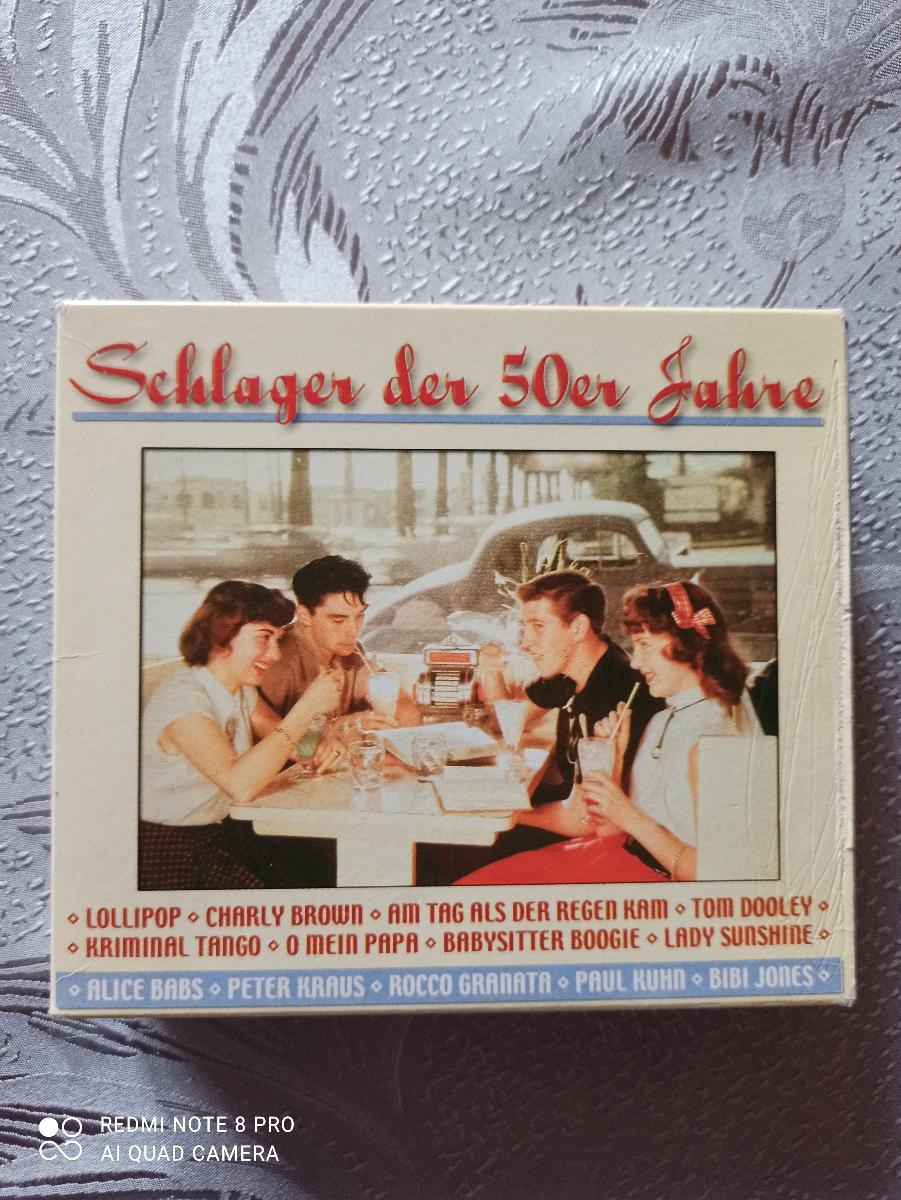 Schlager der 50er Jahre
⋄ LOLLIPOP ⋄ CHARLY BROWN ⋄ AM TAG ALS DER REGEN KAM ⋄ TOM DOOLEY ⋄
⋄ KRIMINAL TANGO ⋄ O MEIN PAPA ⋄ BABYSITTER BOOGIE ⋄ LADY SUNSHINE ⋄
⋄ ALICE BABS ⋄ PETER KRAUS ⋄ ROCCO GRANATA ⋄ PAUL KUHN ⋄ BIBI JONES ⋄
REDMI NOTE 8 PRO
AI QUAD CAMERA